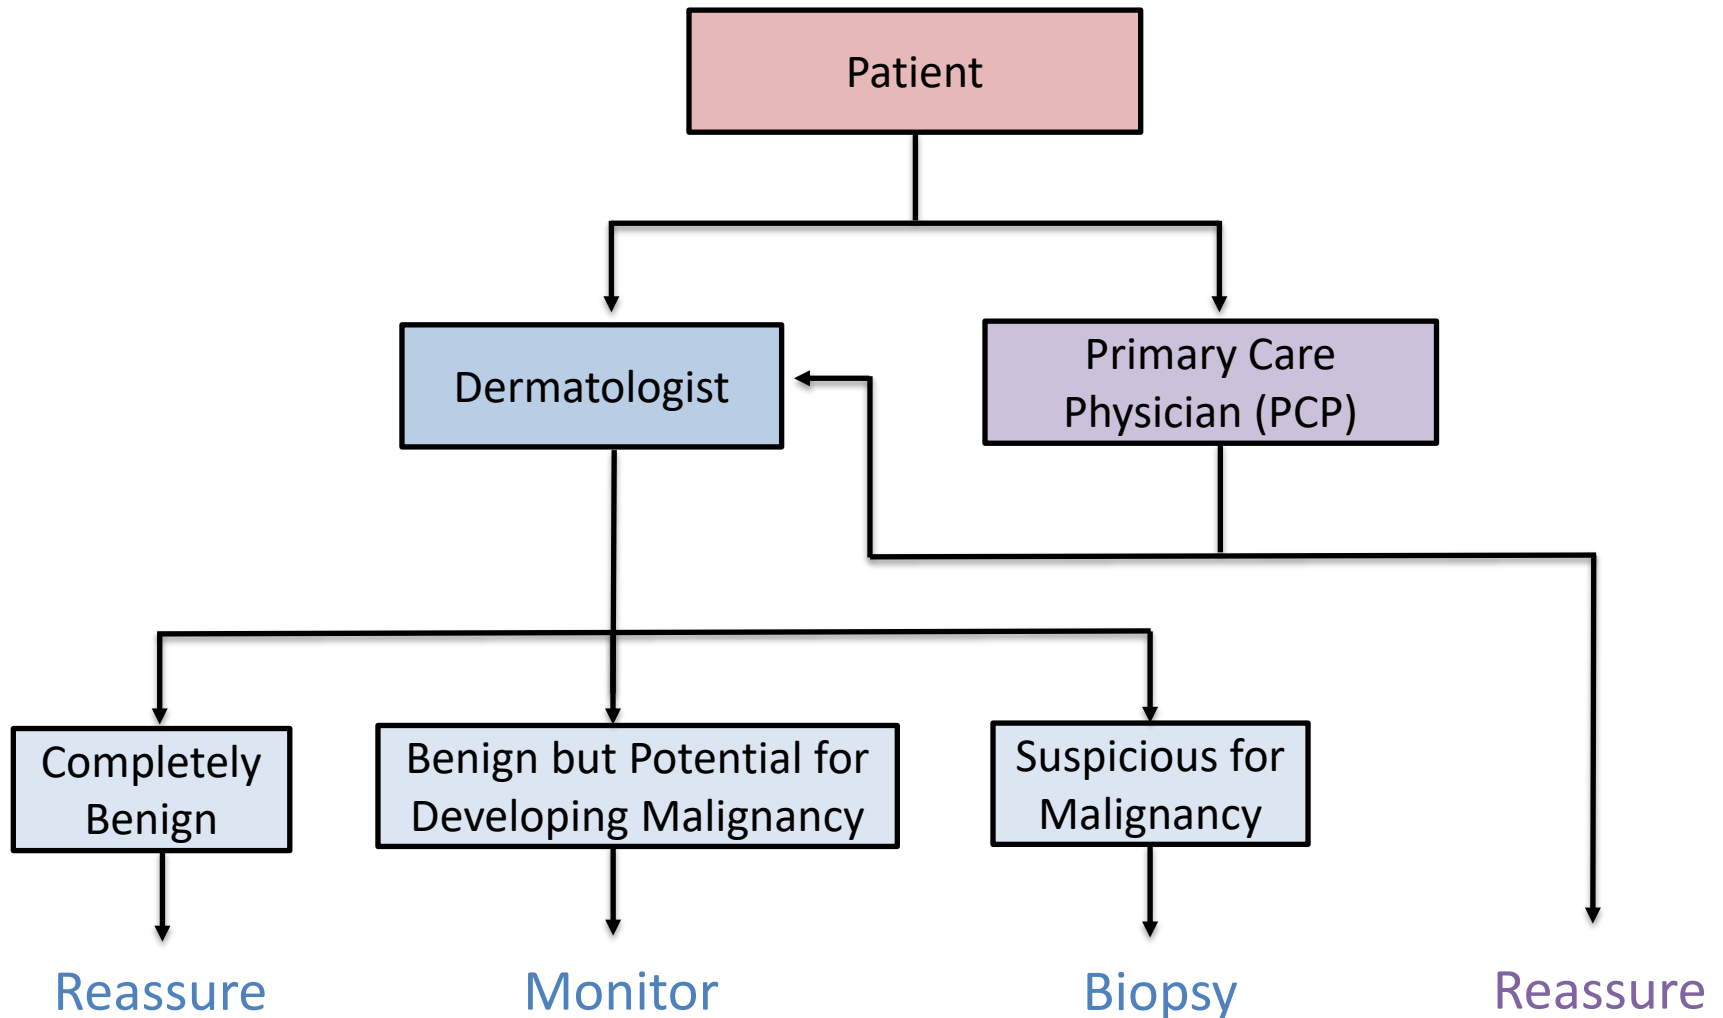 Patient
Dermatologist
Primary Care
Physician (PCP)
Completely
Benign
Benign but Potential for
Developing Malignancy
Suspicious for
Malignancy
Reassure
Monitor
Biopsy
Reassure